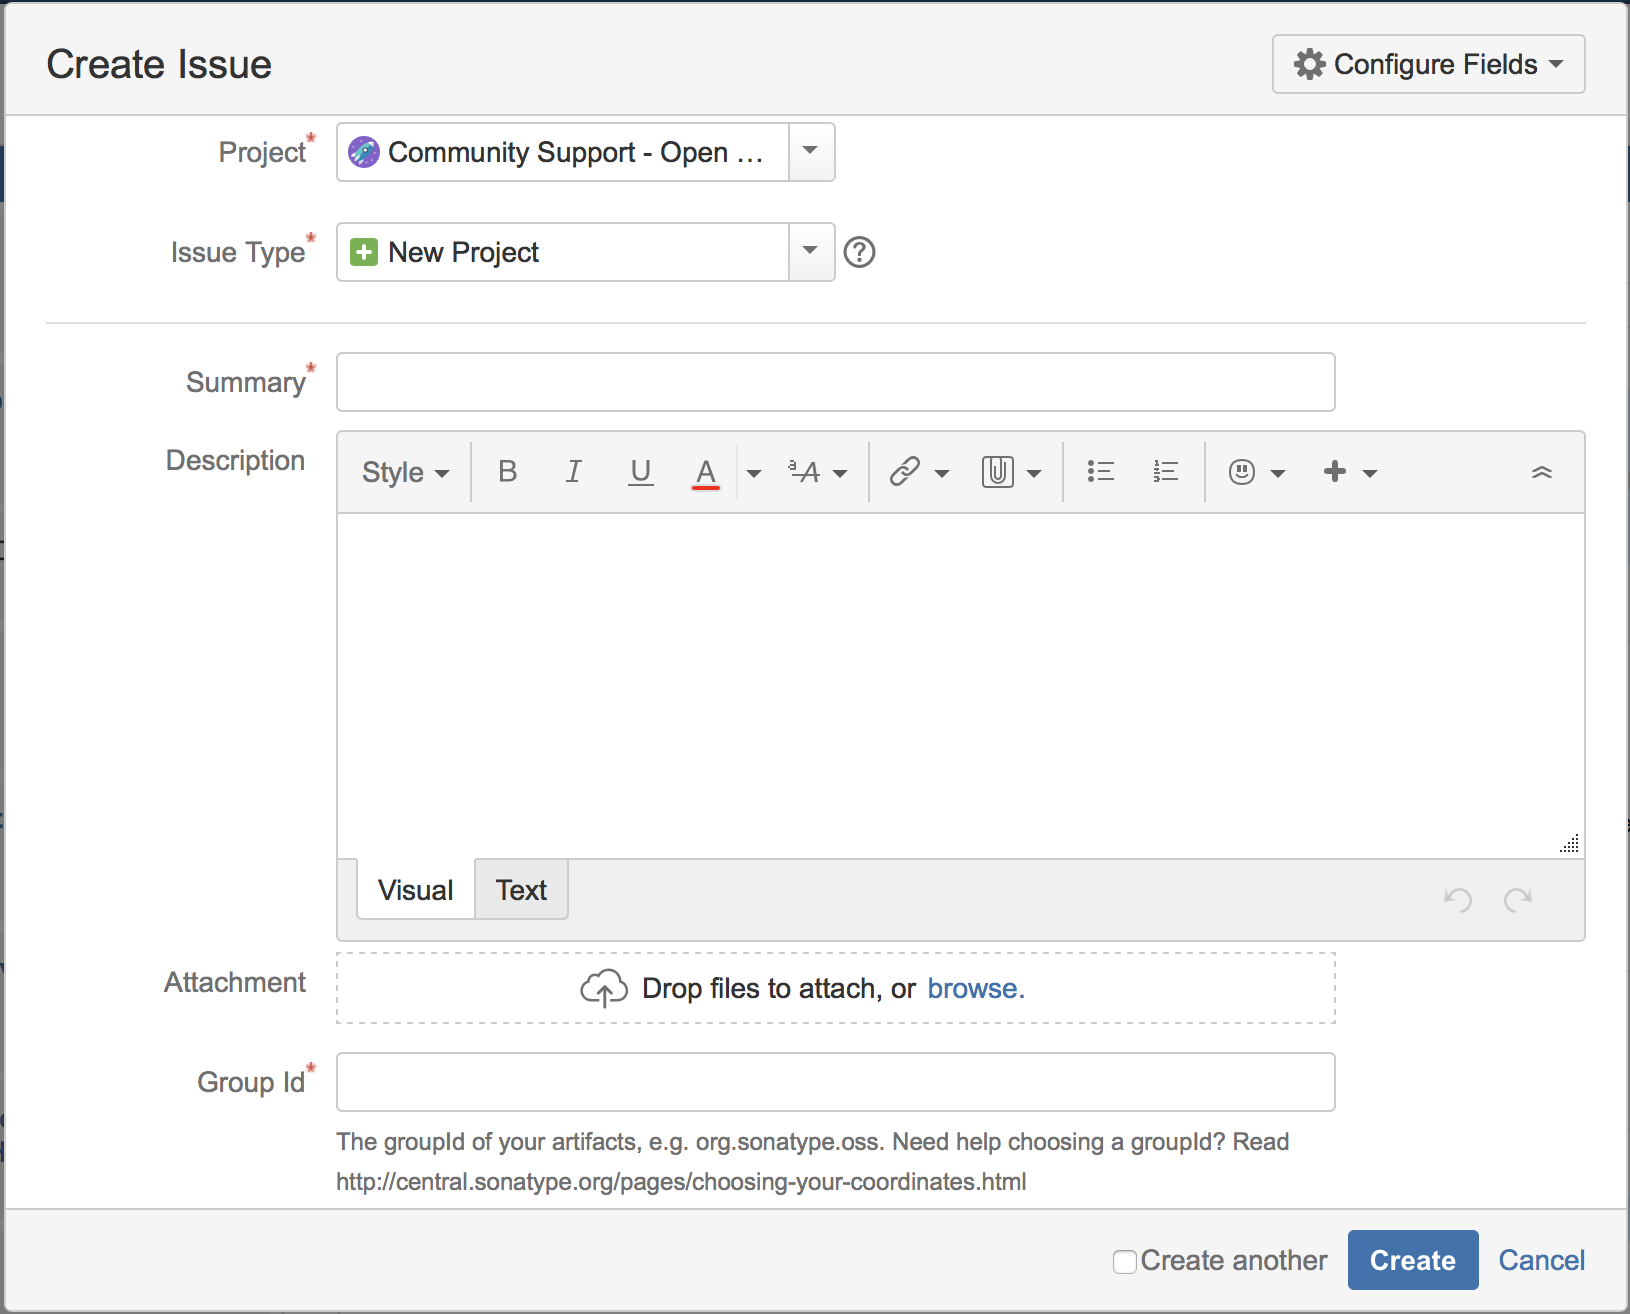 Create Issue
Configure Fields
Project*
Community Support - Open ...
Issue Type*
New Project
Summary*
Description
Style B I U A ªA
Visual Text
Attachment
Drop files to attach, or browse.
Group Id*
The groupId of your artifacts, e.g. org.sonatype.oss. Need help choosing a groupId? Read
http://central.sonatype.org/pages/choosing-your-coordinates.html
Create another Create Cancel